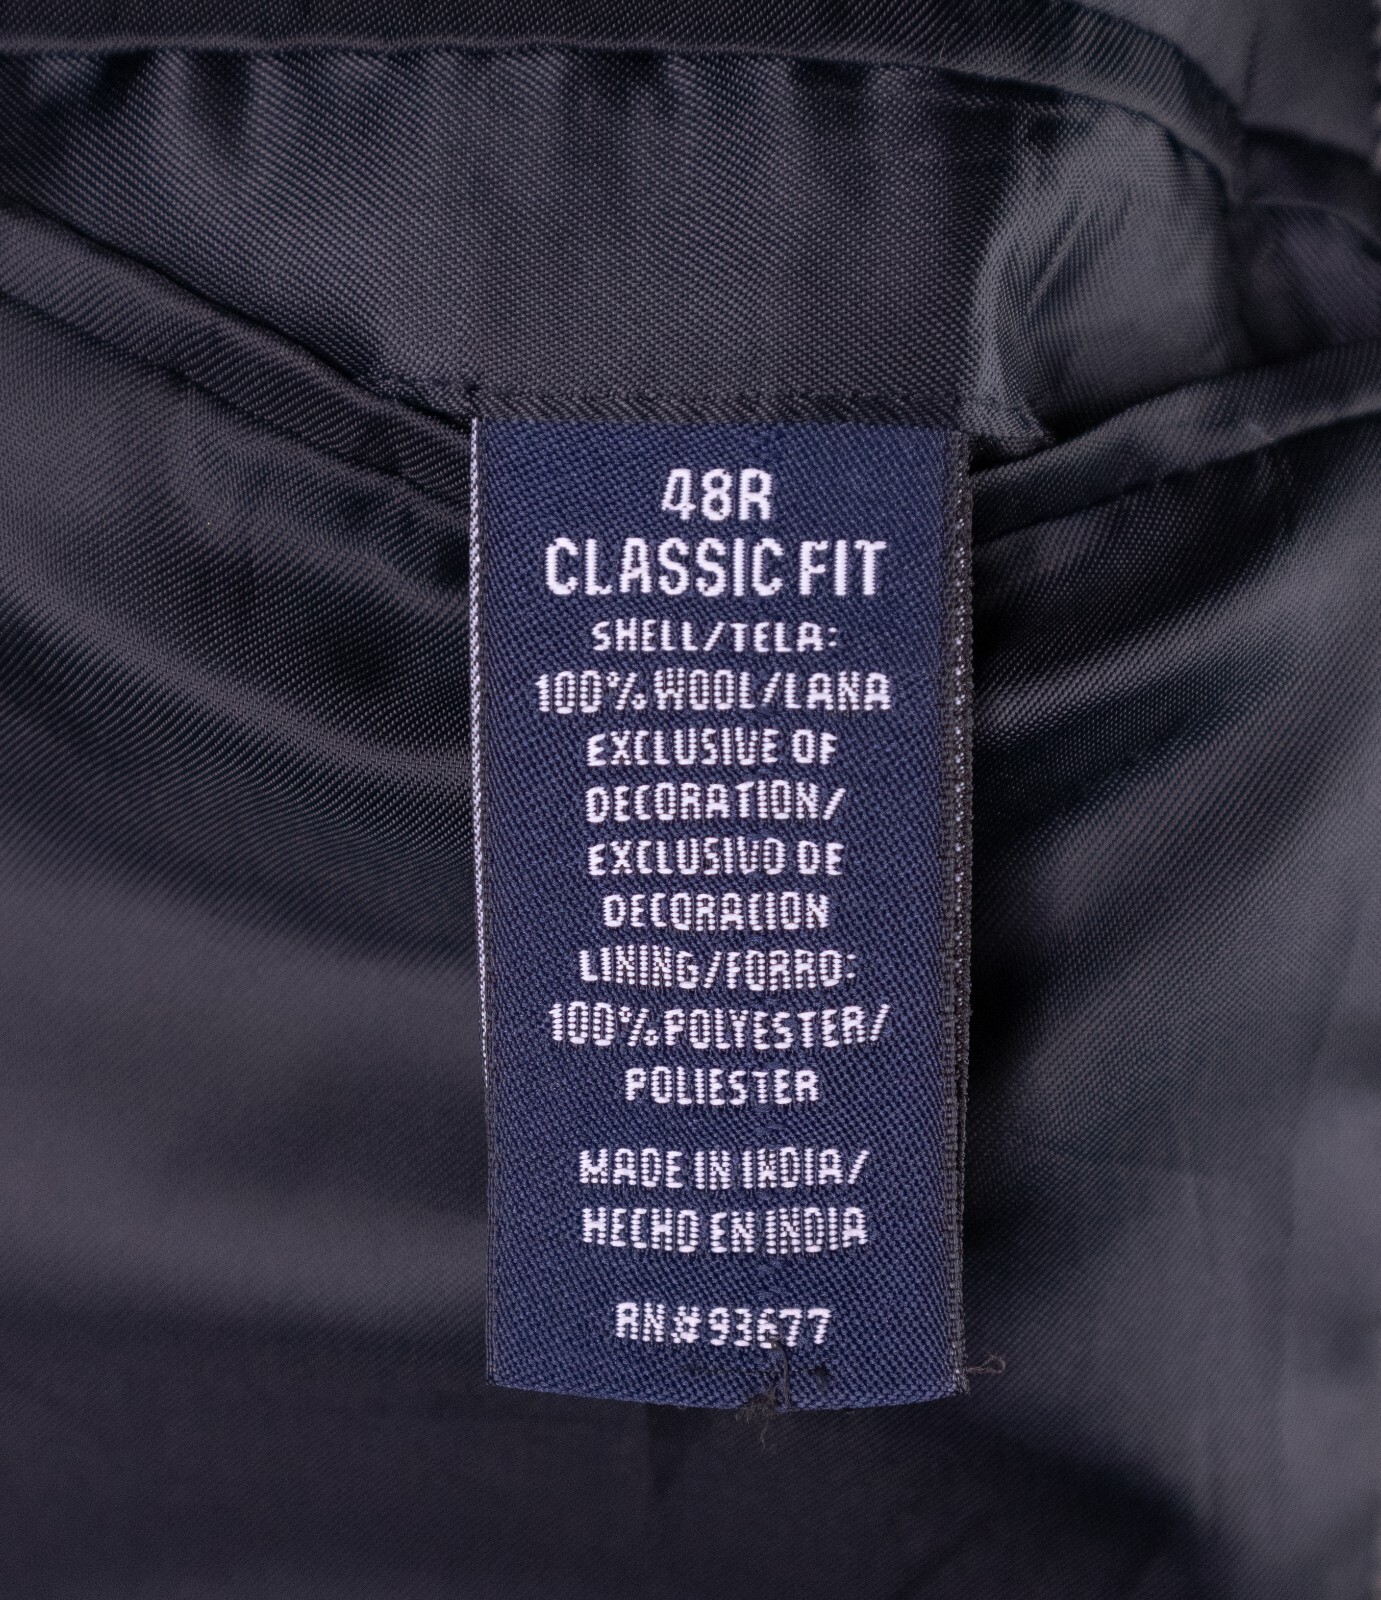 48R
CLASSIC FIT
SHELL/TELA:
100% WOOL/LANA
EXCLUSIVE OF
DECORATION/
EXCLUSIVO DE
DECORACION
LINING/FORRO:
100% POLYESTER/
POLIESTER
MADE IN INDIA/
HECHO EN INDIA
RN# 93677